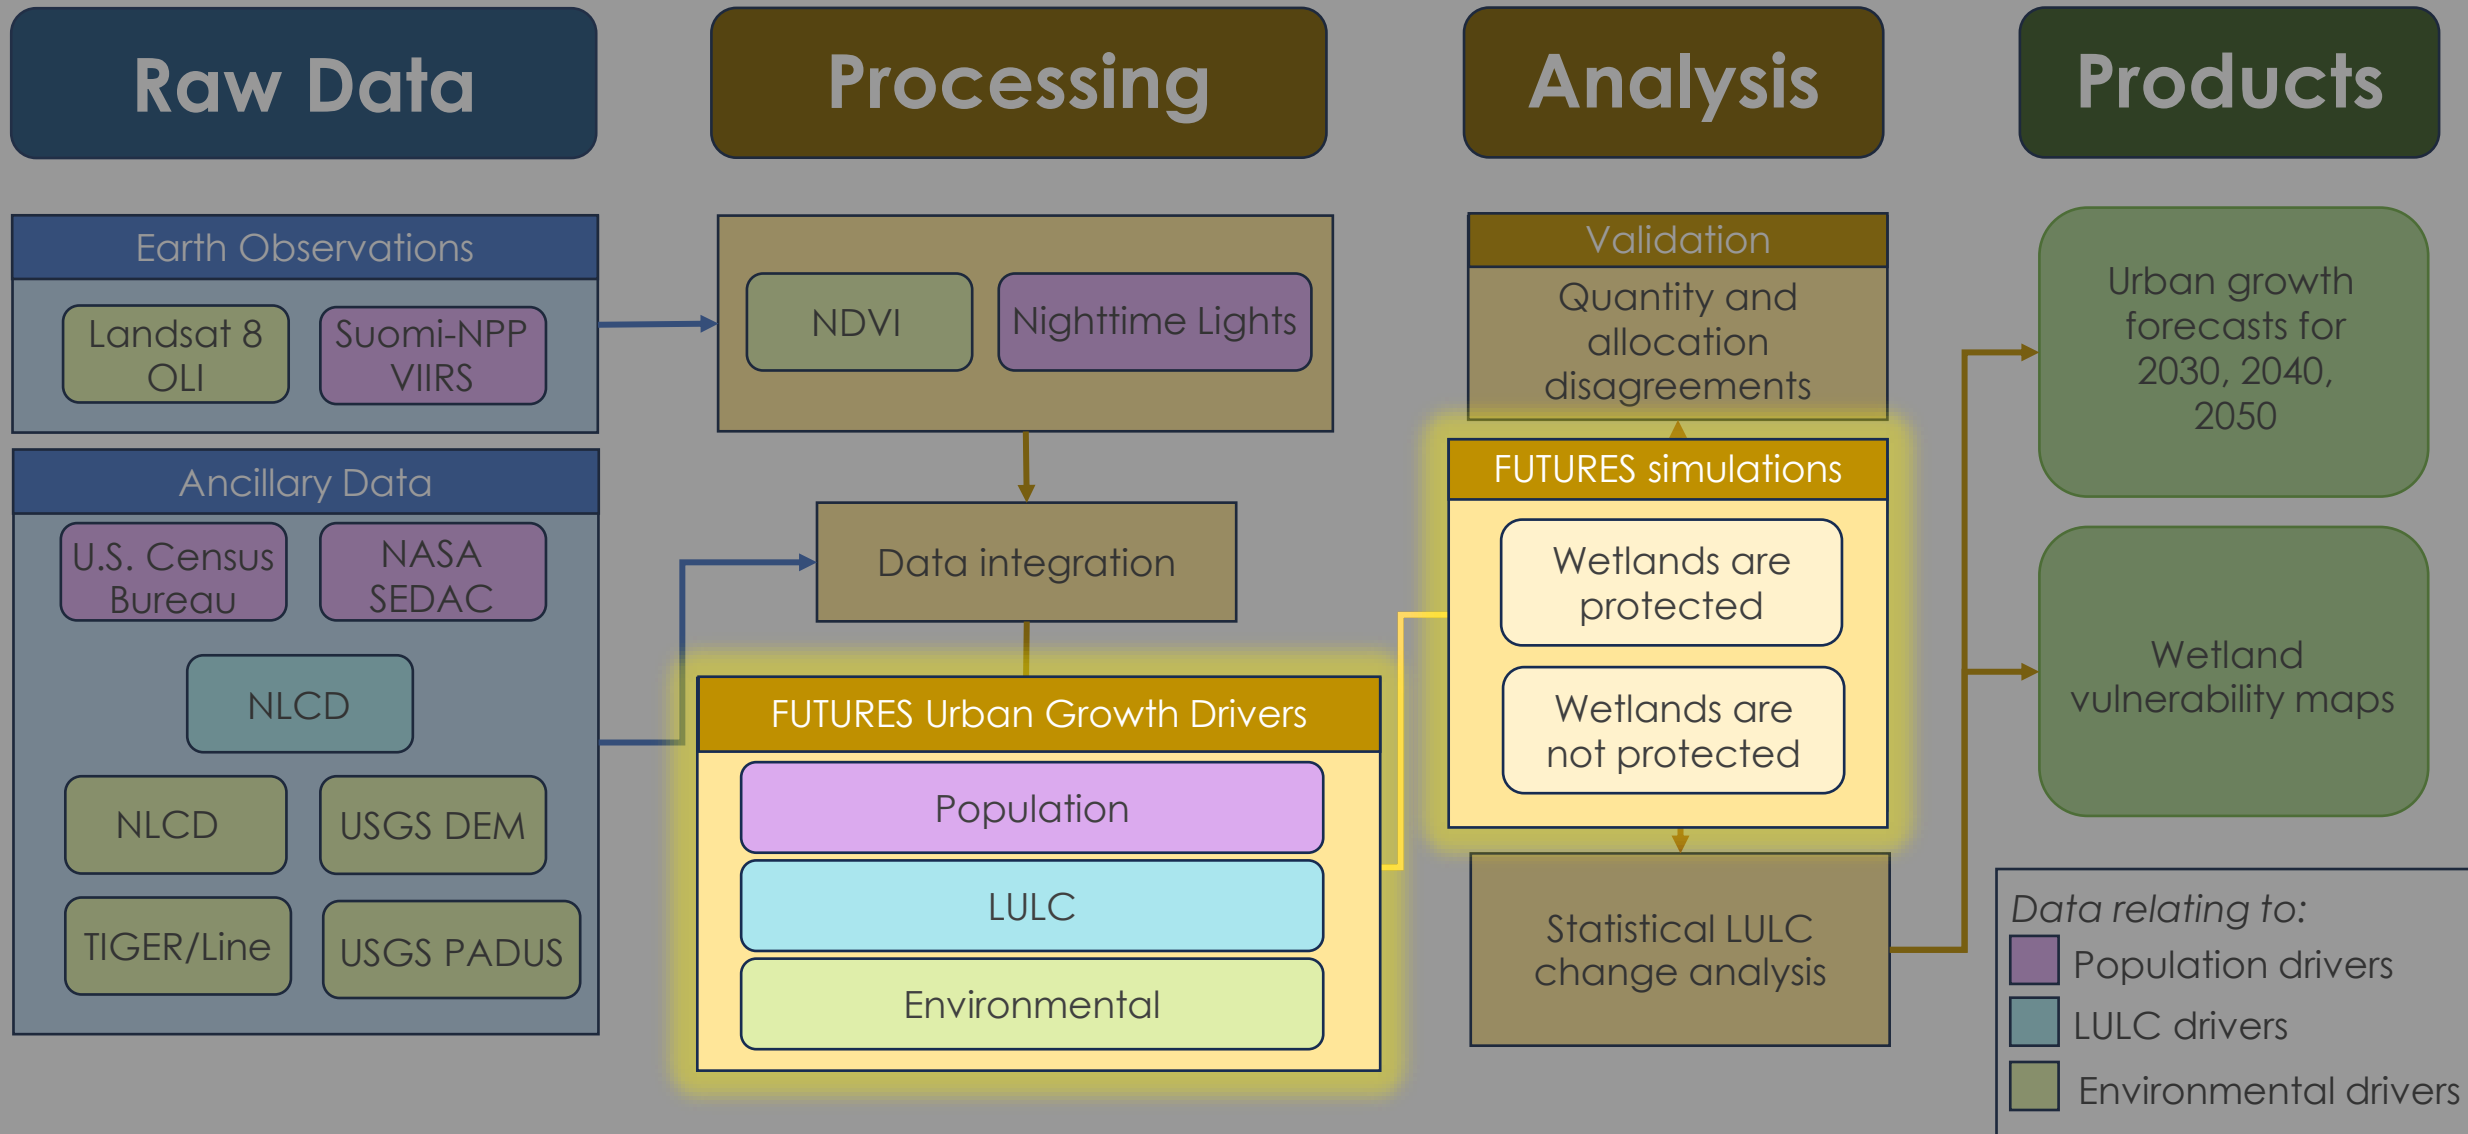 Raw Data
Processing
Analysis
Products
Earth Observations
Landsat 8
OLI
Suomi-NPP
VIIRS
Ancillary Data
U.S. Census
Bureau
NASA
SEDAC
NLCD
NLCD
USGS DEM
TIGER/Line
USGS PADUS
NDVI
Nighttime Lights
Data integration
FUTURES Urban Growth Drivers
Population
LULC
Environmental
Validation
Quantity and
allocation
disagreements
FUTURES simulations
Wetlands are
protected
Wetlands are
not protected
Statistical LULC
change analysis
Urban growth
forecasts for
2030, 2040,
2050
Wetland
vulnerability maps
Data relating to:
Population drivers
LULC drivers
Environmental drivers